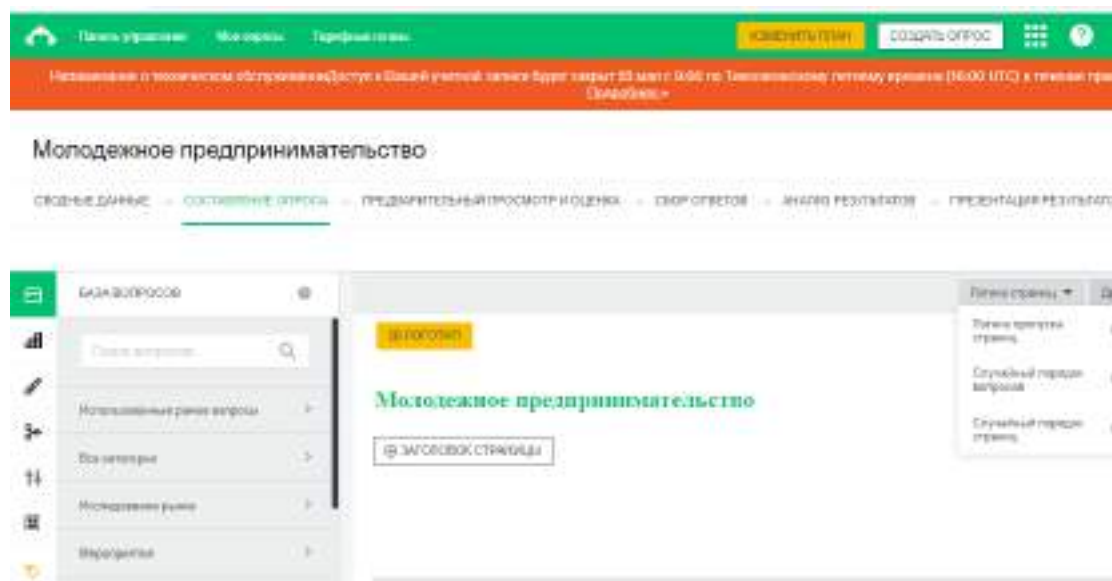 Панель управления Мои опросы Тарифные планы ИЗМЕНИТЬ ПЛАН СОЗДАТЬ ОПРОС
Подробнее »
Молодежное предпринимательство
СВОДНЫЕ ДАННЫЕ СОСТАВЛЕНИЕ ОПРОСА ПРЕДВАРИТЕЛЬНЫЙ ПРОСМОТР И ОЦЕНКА СБОР ОТВЕТОВ АНАЛИЗ РЕЗУЛЬТАТОВ
БАЗА ВОПРОСОВ
Логика страниц
ЛОГОТИП
Логика пропуска
страниц
Поиск вопросов
Случайный порядок
вопросов
Молодежное предпринимательство
Использованные ранее вопросы
Случайный порядок
страниц
ЗАГОЛОВОК СТРАНИЦЫ
Все категории
Исследование рынка
Мероприятия